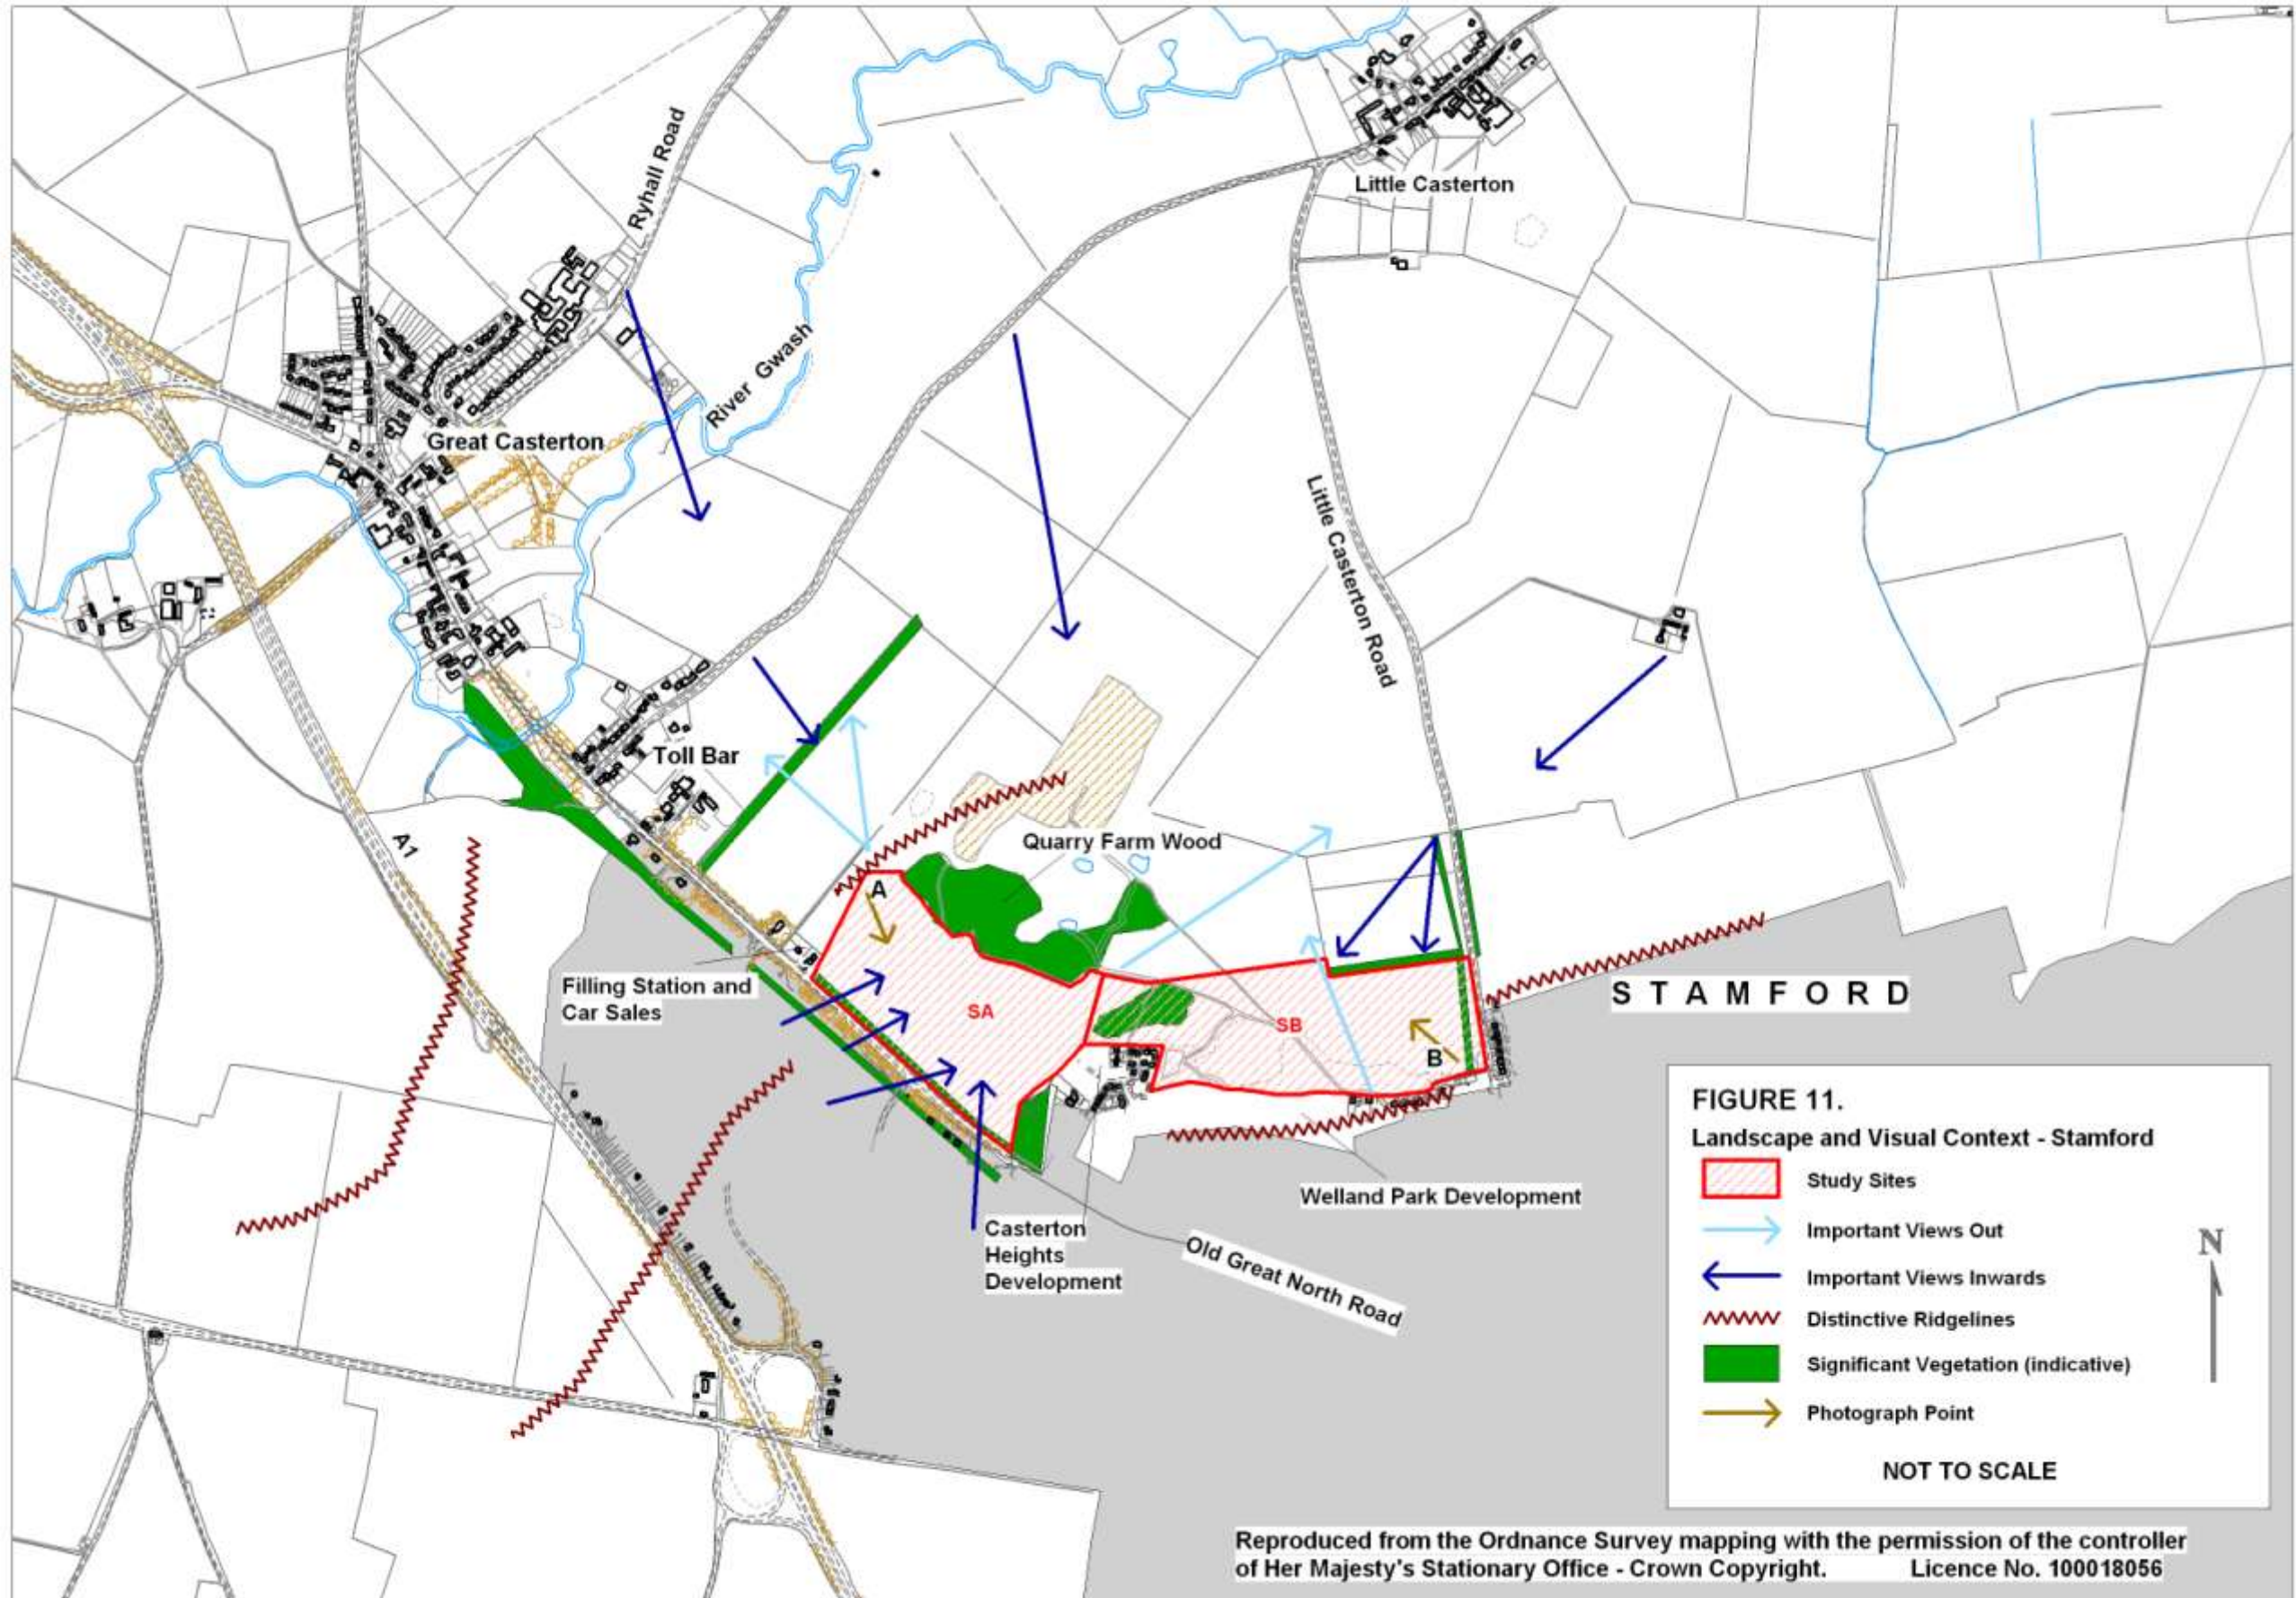 Ryhall Road
Little Casterton
River Gwash
Great Casterton
Little Casterton Road
Toll Bar
A1
Quarry Farm Wood
A
Filling Station and
Car Sales
SA
SB
B
S T A M F O R D
Welland Park Development
Casterton
Heights
Development
Old Great North Road
FIGURE 11.
Landscape and Visual Context - Stamford
Study Sites
Important Views Out
Important Views Inwards
Distinctive Ridgelines
Significant Vegetation (indicative)
Photograph Point
N
NOT TO SCALE
Reproduced from the Ordnance Survey mapping with the permission of the controller
of Her Majesty's Stationary Office - Crown Copyright. Licence No. 100018056